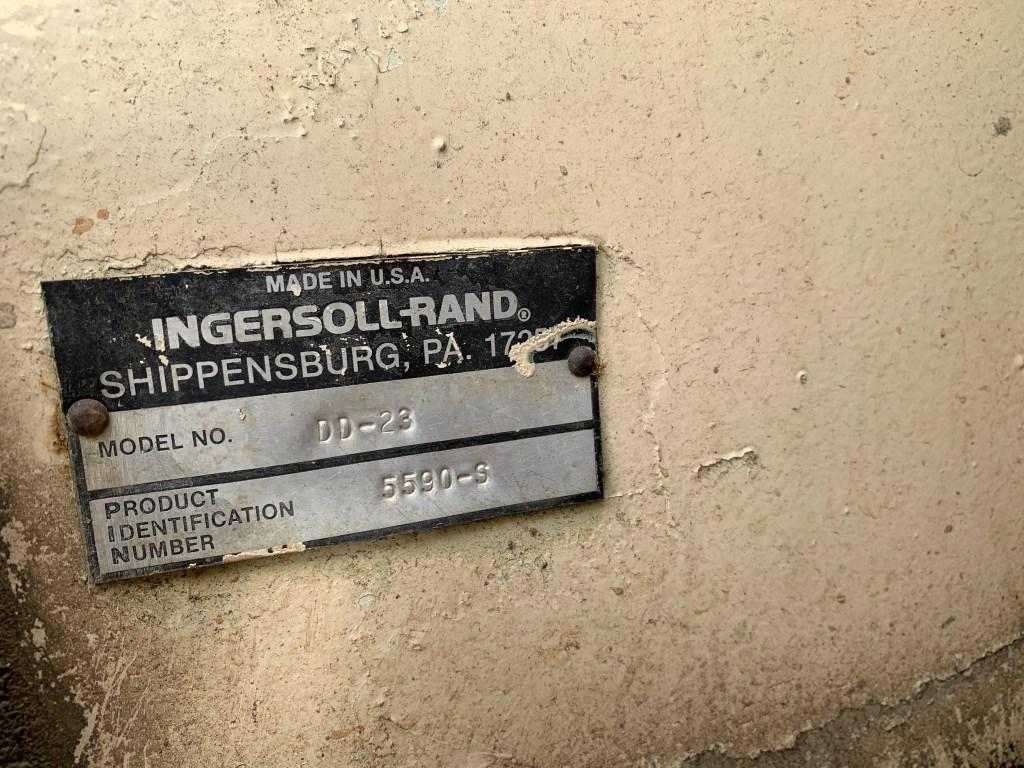 MADE IN U.S.A.
INGERSOLL-RAND®
SHIPPENSBURG, PA.
MODEL NO. DD-23
PRODUCT
IDENTIFICATION
NUMBER
5590-S